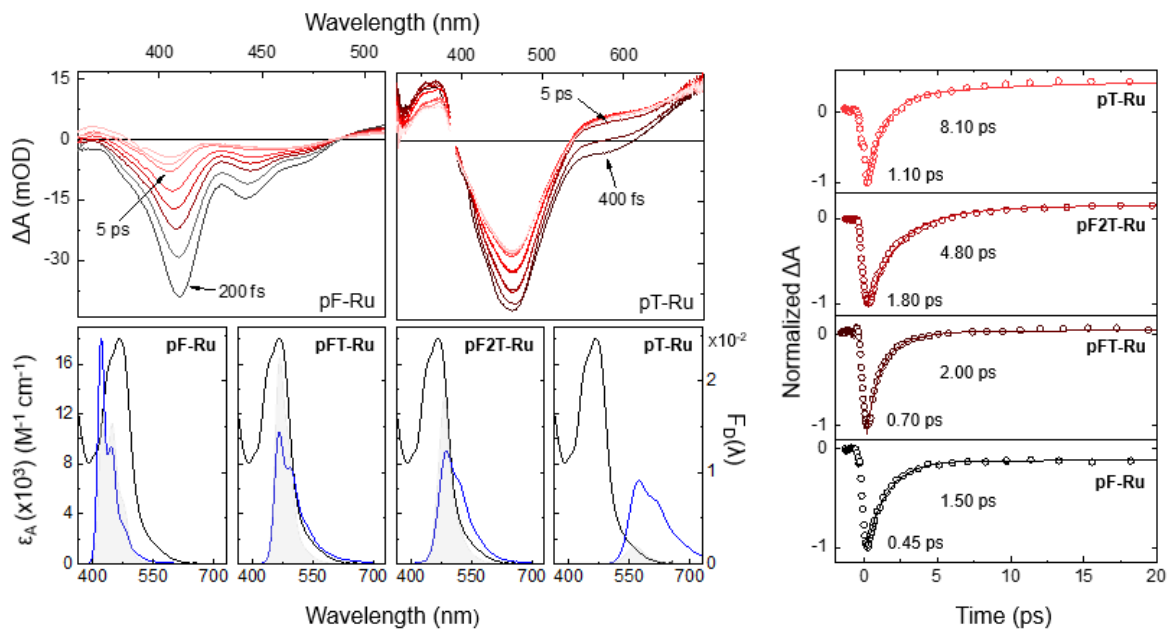 Wavelength (nm)
400 450 500
400 500 600
15
0
-15
-30
ΔA (mOD)
5 ps
200 fs
pF-Ru
5 ps
400 fs
pT-Ru
pF-Ru
pFT-Ru
pF2T-Ru
pT-Ru
x10⁻²
16
12
8
4
0
εA (x10³) (M⁻¹ cm⁻¹)
2
1
0
FD(λ)
400 550 700
400 550 700
400 550 700
400 550 700
Wavelength (nm)
pT-Ru
0
8.10 ps
1.10 ps
-1
pF2T-Ru
0
4.80 ps
1.80 ps
-1
pFT-Ru
0
2.00 ps
0.70 ps
-1
pF-Ru
0
1.50 ps
0.45 ps
-1
Normalized ΔA
0 5 10 15 20
Time (ps)